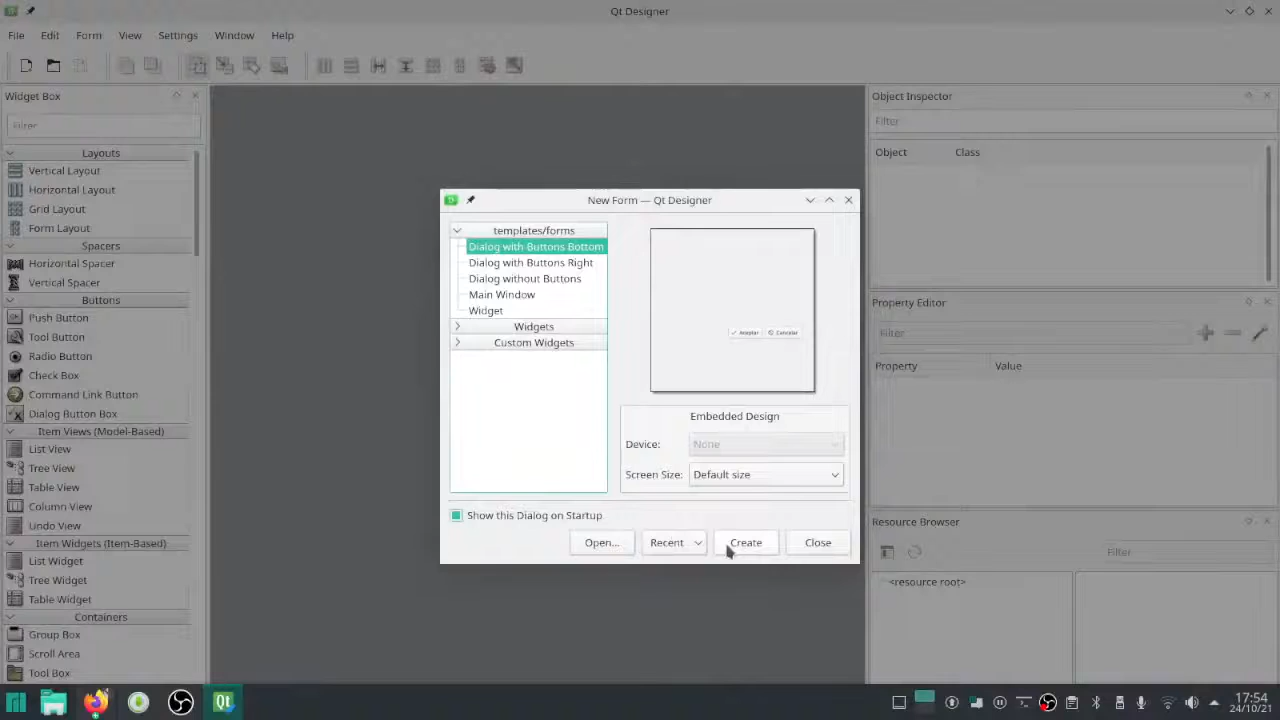 Qt Designer
File Edit Form View Settings Window Help
Widget Box
Filter
Layouts
Vertical Layout
Horizontal Layout
Grid Layout
Form Layout
Spacers
Horizontal Spacer
Vertical Spacer
Buttons
Push Button
Tool Button
Radio Button
Check Box
Command Link Button
Dialog Button Box
Item Views (Model-Based)
List View
Tree View
Table View
Column View
Undo View
Item Widgets (Item-Based)
List Widget
Tree Widget
Table Widget
Containers
Group Box
Scroll Area
Tool Box
New Form — Qt Designer
templates/forms
Dialog with Buttons Bottom
Dialog with Buttons Right
Dialog without Buttons
Main Window
Widget
Widgets
Custom Widgets
Aceptar Cancelar
Embedded Design
Device: None
Screen Size: Default size
Show this Dialog on Startup
Open... Recent Create Close
Object Inspector
Filter
Object Class
Property Editor
Filter
Property Value
Resource Browser
Filter
<resource root>
Qt
17:54
24/10/21